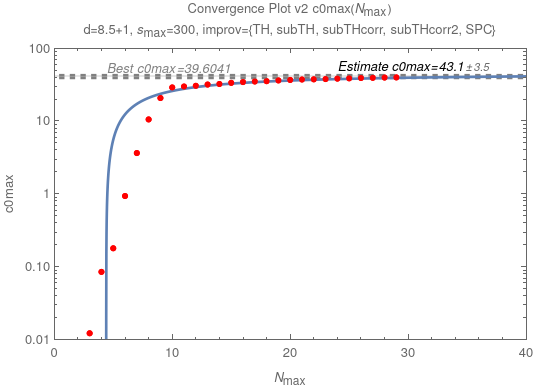 Convergence Plot v2 c0max(Nmax)
d=8.5+1, smax=300, improv={TH, subTH, subTHcorr, subTHcorr2, SPC}
100
Best c0max=39.6041
Estimate c0max=43.1±3.5
10
c0max
1
0.10
0.01
0
10
20
30
40
Nmax